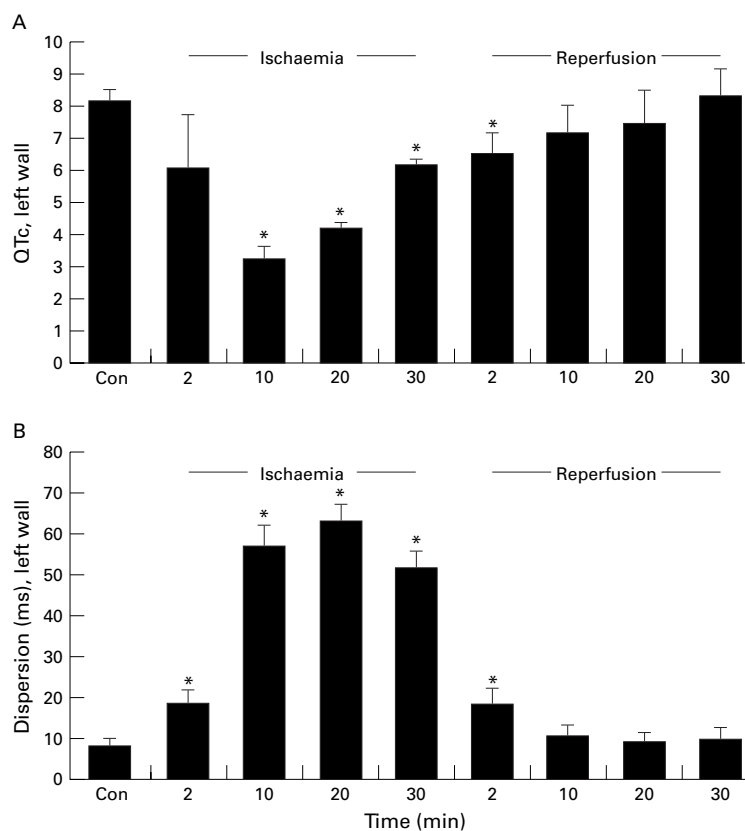 A
10
9
8
7
6
5
4
3
2
1
0
QTc, left wall
Ischaemia
Reperfusion
*
*
*
*
Con 2 10 20 30 2 10 20 30
B
80
70
60
50
40
30
20
10
0
Dispersion (ms), left wall
Ischaemia
Reperfusion
*
*
*
*
*
Con 2 10 20 30 2 10 20 30
Time (min)